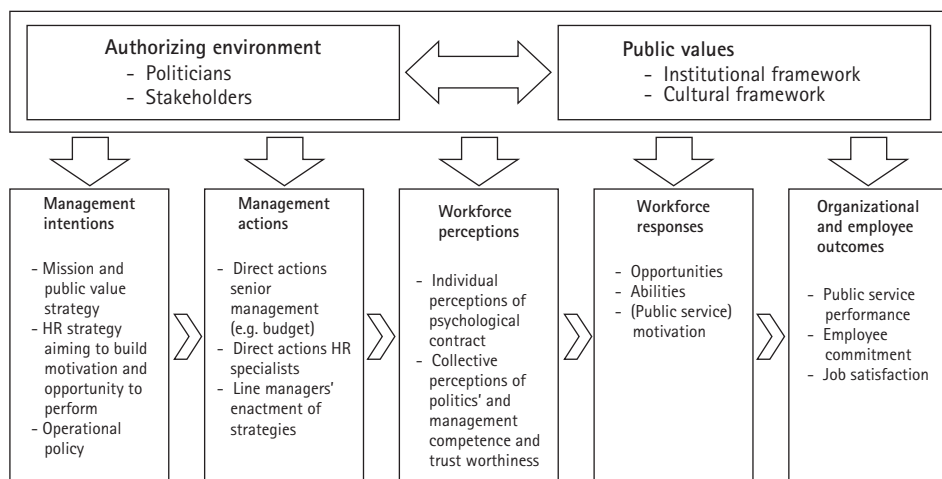 Authorizing environment
- Politicians
- Stakeholders
Public values
- Institutional framework
- Cultural framework
Management
intentions
- Mission and
public value
strategy
- HR strategy
aiming to build
motivation and
opportunity to
perform
- Operational
policy
Management
actions
- Direct actions
senior
management
(e.g. budget)
- Direct actions HR
specialists
- Line managers'
enactment of
strategies
Workforce
perceptions
- Individual
perceptions of
psychological
contract
- Collective
perceptions of
politics' and
management
competence and
trust worthiness
Workforce
responses
- Opportunities
- Abilities
- (Public service)
motivation
Organizational
and employee
outcomes
- Public service
performance
- Employee
commitment
- Job satisfaction